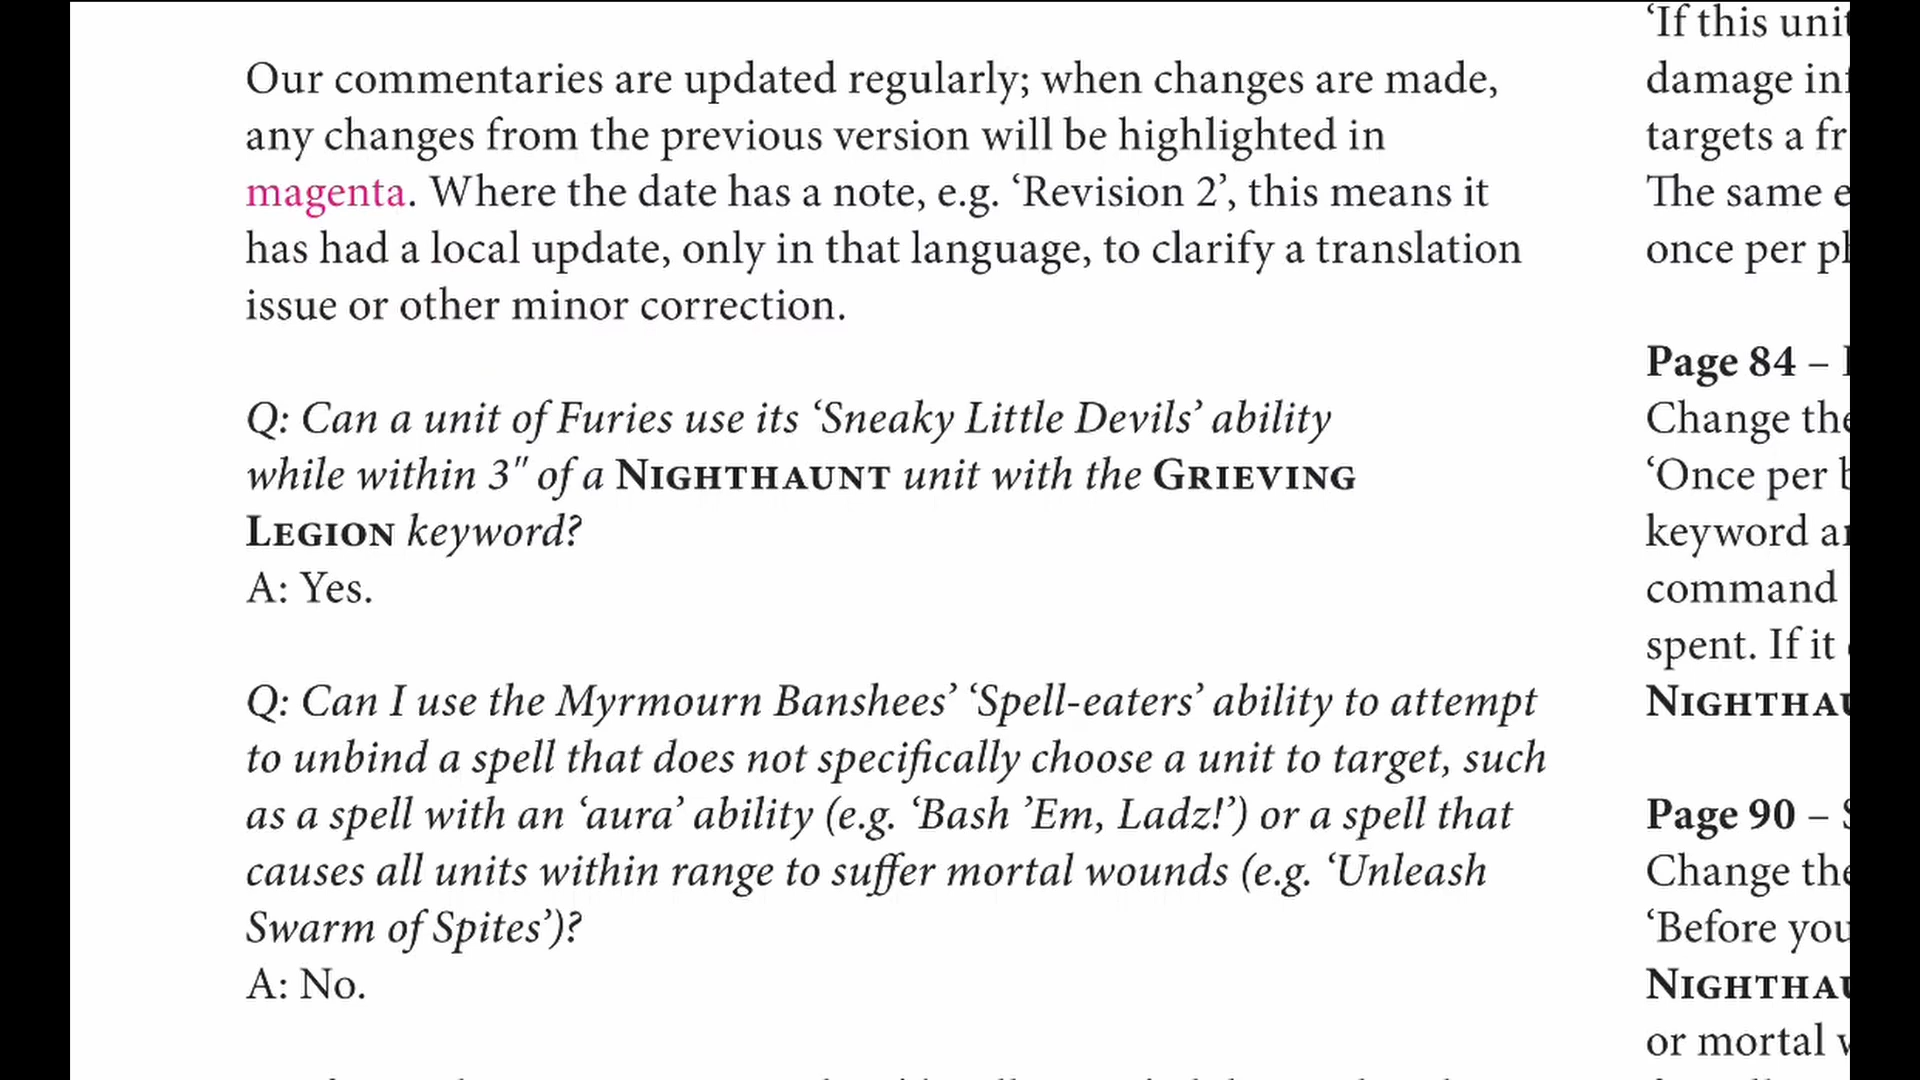 Our commentaries are updated regularly; when changes are made,
any changes from the previous version will be highlighted in
magenta. Where the date has a note, e.g. ‘Revision 2’, this means it
has had a local update, only in that language, to clarify a translation
issue or other minor correction.
Q: Can a unit of Furies use its ‘Sneaky Little Devils’ ability
while within 3" of a NIGHTHAUNT unit with the GRIEVING
LEGION keyword?
A: Yes.
Q: Can I use the Myrmourn Banshees’ ‘Spell-eaters’ ability to attempt
to unbind a spell that does not specifically choose a unit to target, such
as a spell with an ‘aura’ ability (e.g. ‘Bash ’Em, Ladz!’) or a spell that
causes all units within range to suffer mortal wounds (e.g. ‘Unleash
Swarm of Spites’)?
A: No.
‘If this
damage
targets a
The same
once per
Page 84 –
Change
‘Once per
keyword
command
spent. If it
Page 90 –
Change
‘Before
or mortal